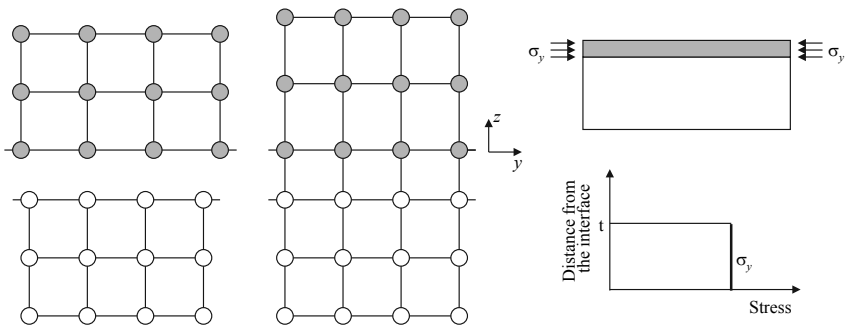 σy
σy
z
y
Distance from
the interface
t
σy
Stress